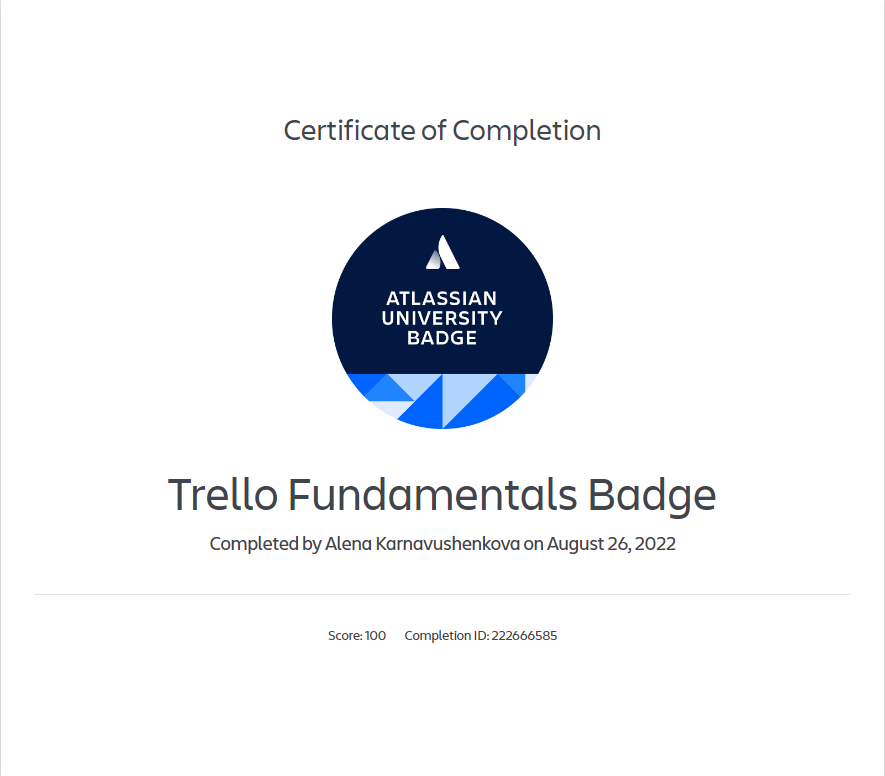 Certificate of Completion
ATLASSIAN
UNIVERSITY
BADGE
Trello Fundamentals Badge
Completed by Alena Karnavushenkova on August 26, 2022
Score: 100 Completion ID: 222666585